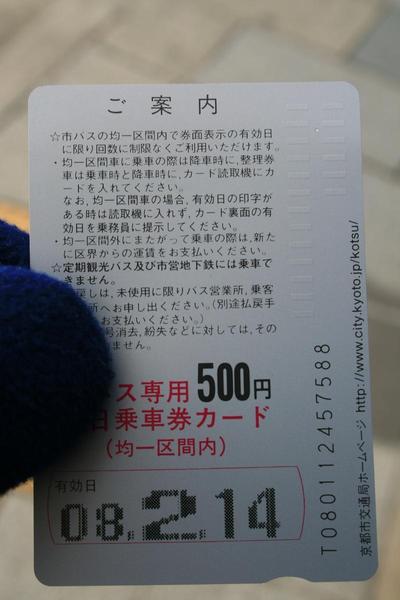 ご案内
☆市バスの均一区間内で券面表示の有効日
に限り回数に制限なくご利用いただけます。
・均一区間車に乗車の際は降車時に、整理券
車は乗車時と降車時に、カード読取機にカ
ードを入れてください。
なお、均一区間車の場合、有効日の印字が
ある時は読取機に入れず、カード裏面の有
効日を乗務員に提示してください。
・均一区間外にまたがって乗車の際は、新た
に区界からの運賃をお支払いください。
☆定期観光バス及び市営地下鉄には乗車で
きません。
戻しは、未使用に限りバス営業所、乗客
所へお申し出ください。(別途払戻手
お支払いください。)
号消去、紛失などに対しては、その
ません。
ス専用500円
日乗車券カード
(均一区間内)
有効日
08.2.14
T080112457588
京都市交通局ホームページ http://www.city.kyoto.jp/kotsu/